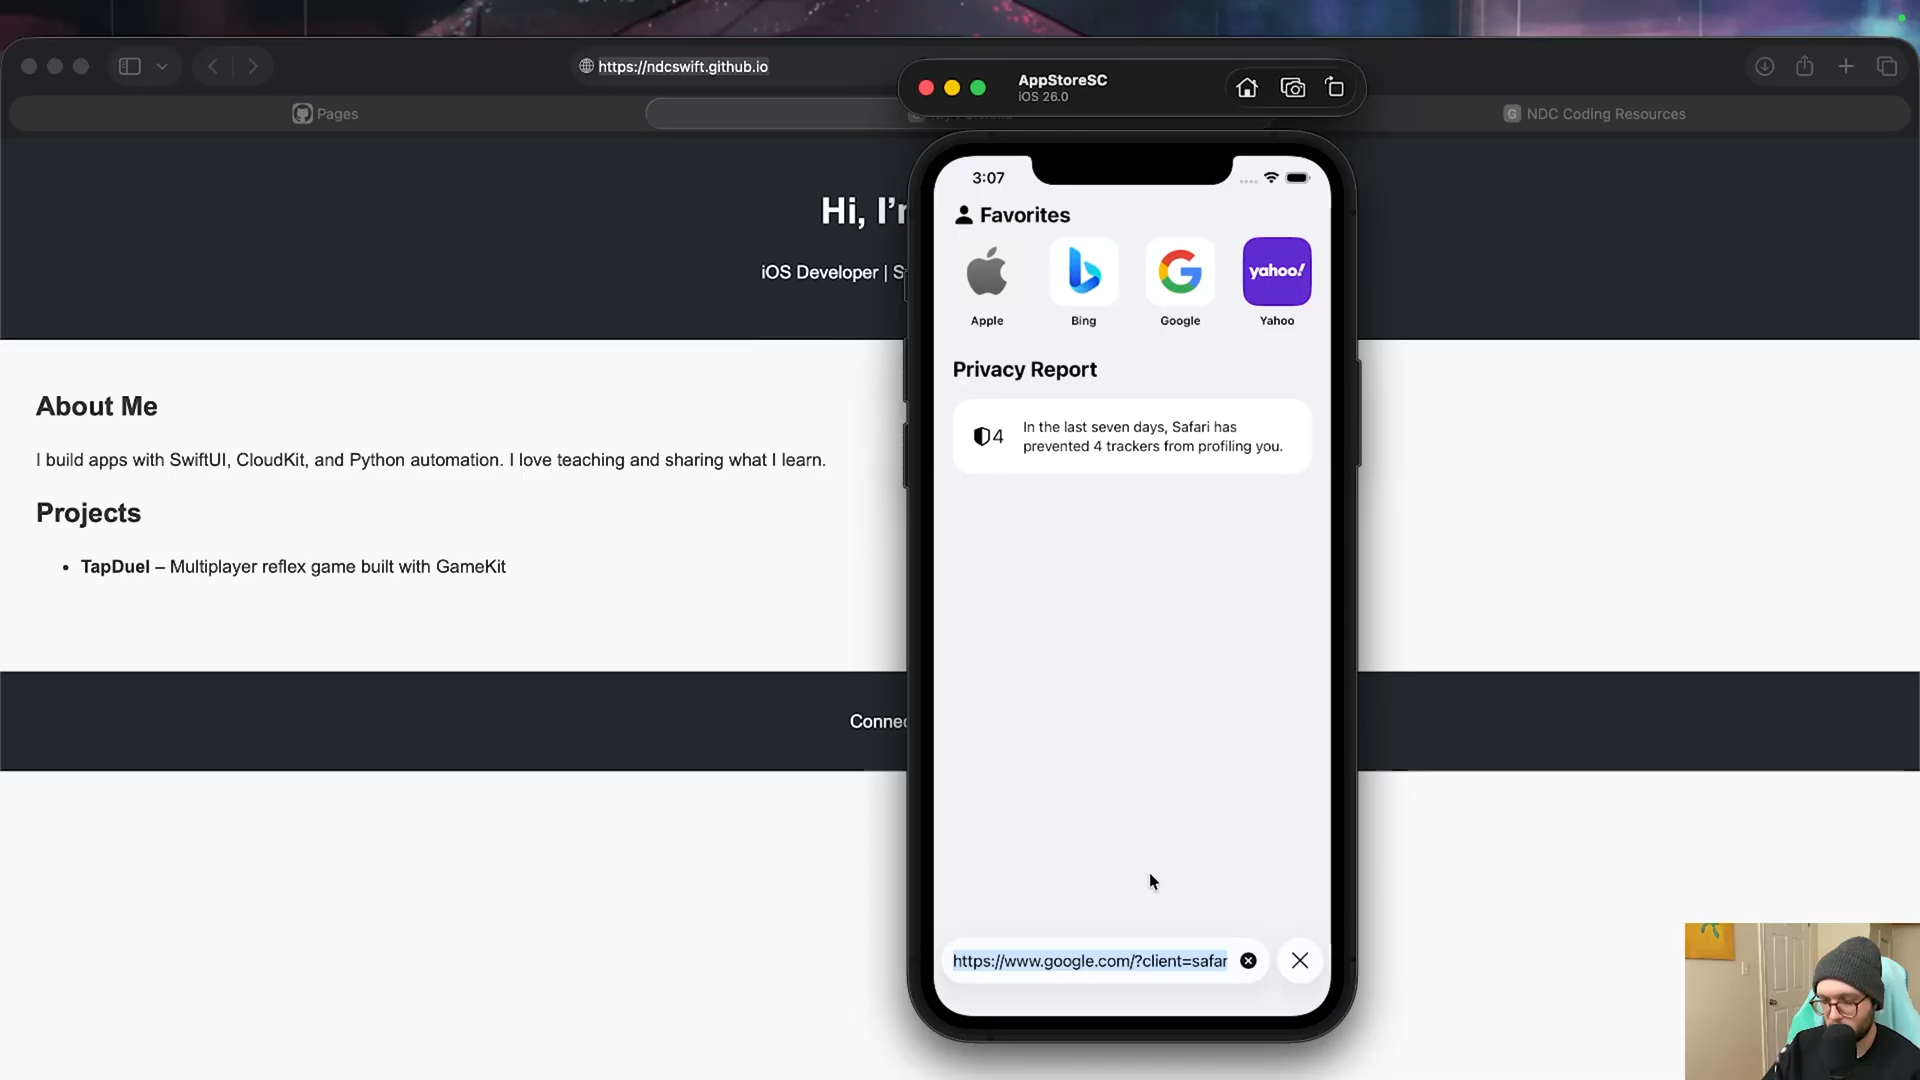 https://ndcswift.github.io
Pages
NDC Coding Resources
AppStoreSC
iOS 26.0
Hi, I'm
iOS Developer | S
About Me
I build apps with SwiftUI, CloudKit, and Python automation. I love teaching and sharing what I learn.
Projects
• TapDuel – Multiplayer reflex game built with GameKit
Connec
3:07
Favorites
yahoo!
Apple
Bing
Google
Yahoo
Privacy Report
4
In the last seven days, Safari has
prevented 4 trackers from profiling you.
https://www.google.com/?client=safar